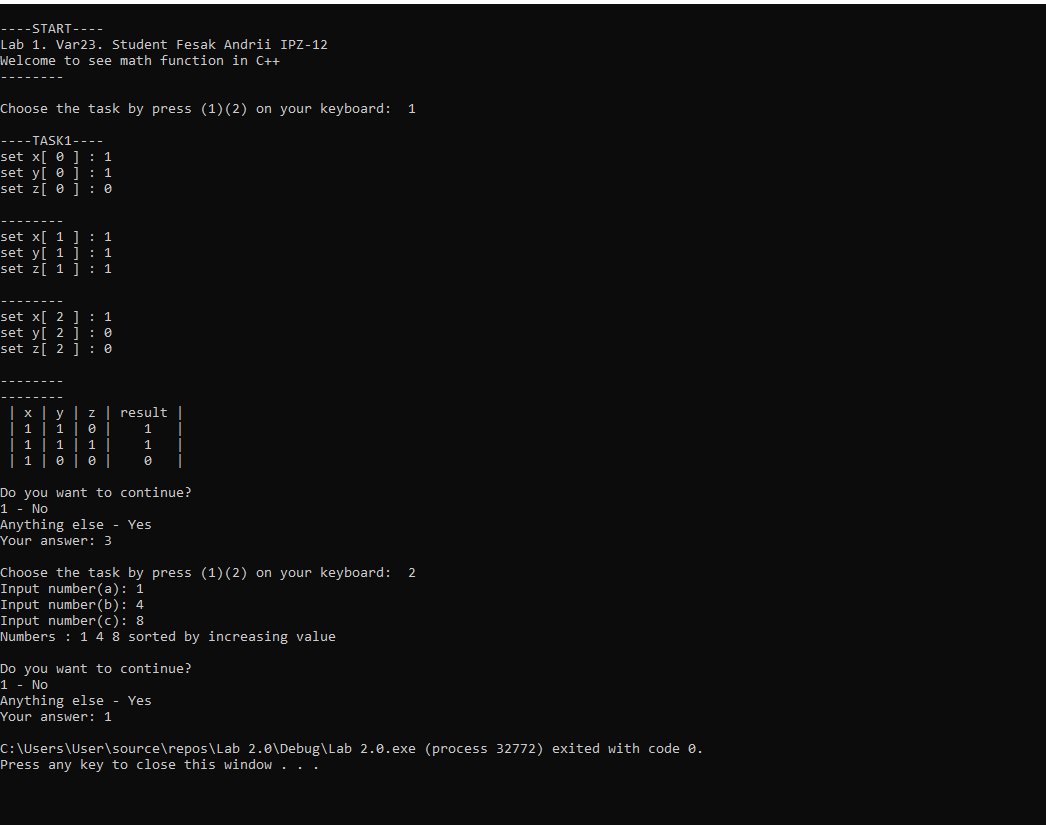 ----START----
Lab 1. Var23. Student Fesak Andrii IPZ-12
Welcome to see math function in C++
--------
Choose the task by press (1)(2) on your keyboard:  1
----TASK1----
set x[ 0 ] : 1
set y[ 0 ] : 1
set z[ 0 ] : 0
--------
set x[ 1 ] : 1
set y[ 1 ] : 1
set z[ 1 ] : 1
--------
set x[ 2 ] : 1
set y[ 2 ] : 0
set z[ 2 ] : 0
--------
--------
 | x | y | z | result |
 | 1 | 1 | 0 |    1   |
 | 1 | 1 | 1 |    1   |
 | 1 | 0 | 0 |    0   |
Do you want to continue?
1 - No
Anything else - Yes
Your answer: 3
Choose the task by press (1)(2) on your keyboard:  2
Input number(a): 1
Input number(b): 4
Input number(c): 8
Numbers : 1 4 8 sorted by increasing value
Do you want to continue?
1 - No
Anything else - Yes
Your answer: 1
C:\Users\User\source\repos\Lab 2.0\Debug\Lab 2.0.exe (process 32772) exited with code 0.
Press any key to close this window . . .